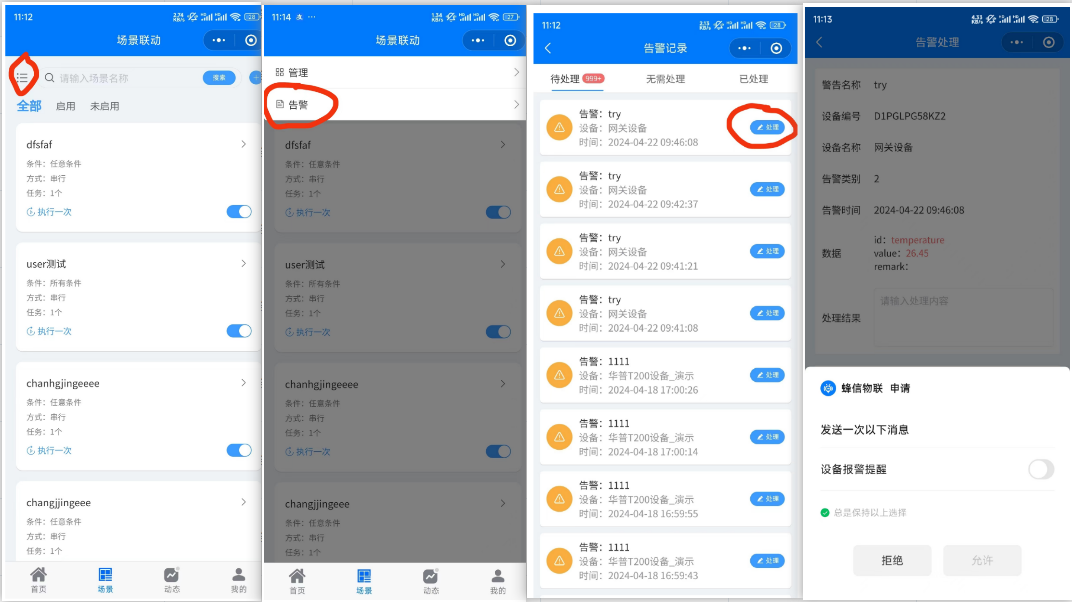 11:12
场景联动
请输入场景名称
搜索
全部 启用 未启用
dfsfaf
条件：任意条件
方式：串行
任务：1个
执行一次
user测试
条件：所有条件
方式：串行
任务：1个
执行一次
chanhgjingeeee
条件：任意条件
方式：串行
任务：1个
执行一次
changjjingeee
条件：任意条件
方式：串行
任务：1个
首页 场景 动态 我的
11:14
场景联动
管理
告警
dfsfaf
条件：任意条件
方式：串行
任务：1个
执行一次
user测试
条件：所有条件
方式：串行
任务：1个
执行一次
chanhgjingeeee
条件：任意条件
方式：串行
任务：1个
执行一次
changjjingeee
条件：任意条件
方式：串行
任务：1个
首页 场景 动态 我的
11:12
告警记录
待处理 999+ 无需处理 已处理
告警：try
设备：网关设备
时间：2024-04-22 09:46:08
处理
告警：try
设备：网关设备
时间：2024-04-22 09:42:37
处理
告警：try
设备：网关设备
时间：2024-04-22 09:41:21
处理
告警：try
设备：网关设备
时间：2024-04-22 09:41:08
处理
告警：1111
设备：华普T200设备_演示
时间：2024-04-18 17:00:26
处理
告警：1111
设备：华普T200设备_演示
时间：2024-04-18 17:00:14
处理
告警：1111
设备：华普T200设备_演示
时间：2024-04-18 16:59:55
处理
告警：1111
设备：华普T200设备_演示
时间：2024-04-18 16:59:43
处理
11:13
告警处理
警告名称 try
设备编号 D1PGLPG58KZ2
设备名称 网关设备
告警类别 2
告警时间 2024-04-22 09:46:08
数据
id：temperature
value：26.45
remark：
处理结果
请输入处理内容
蜂信物联 申请
发送一次以下消息
设备报警提醒
总是保持以上选择
拒绝 允许